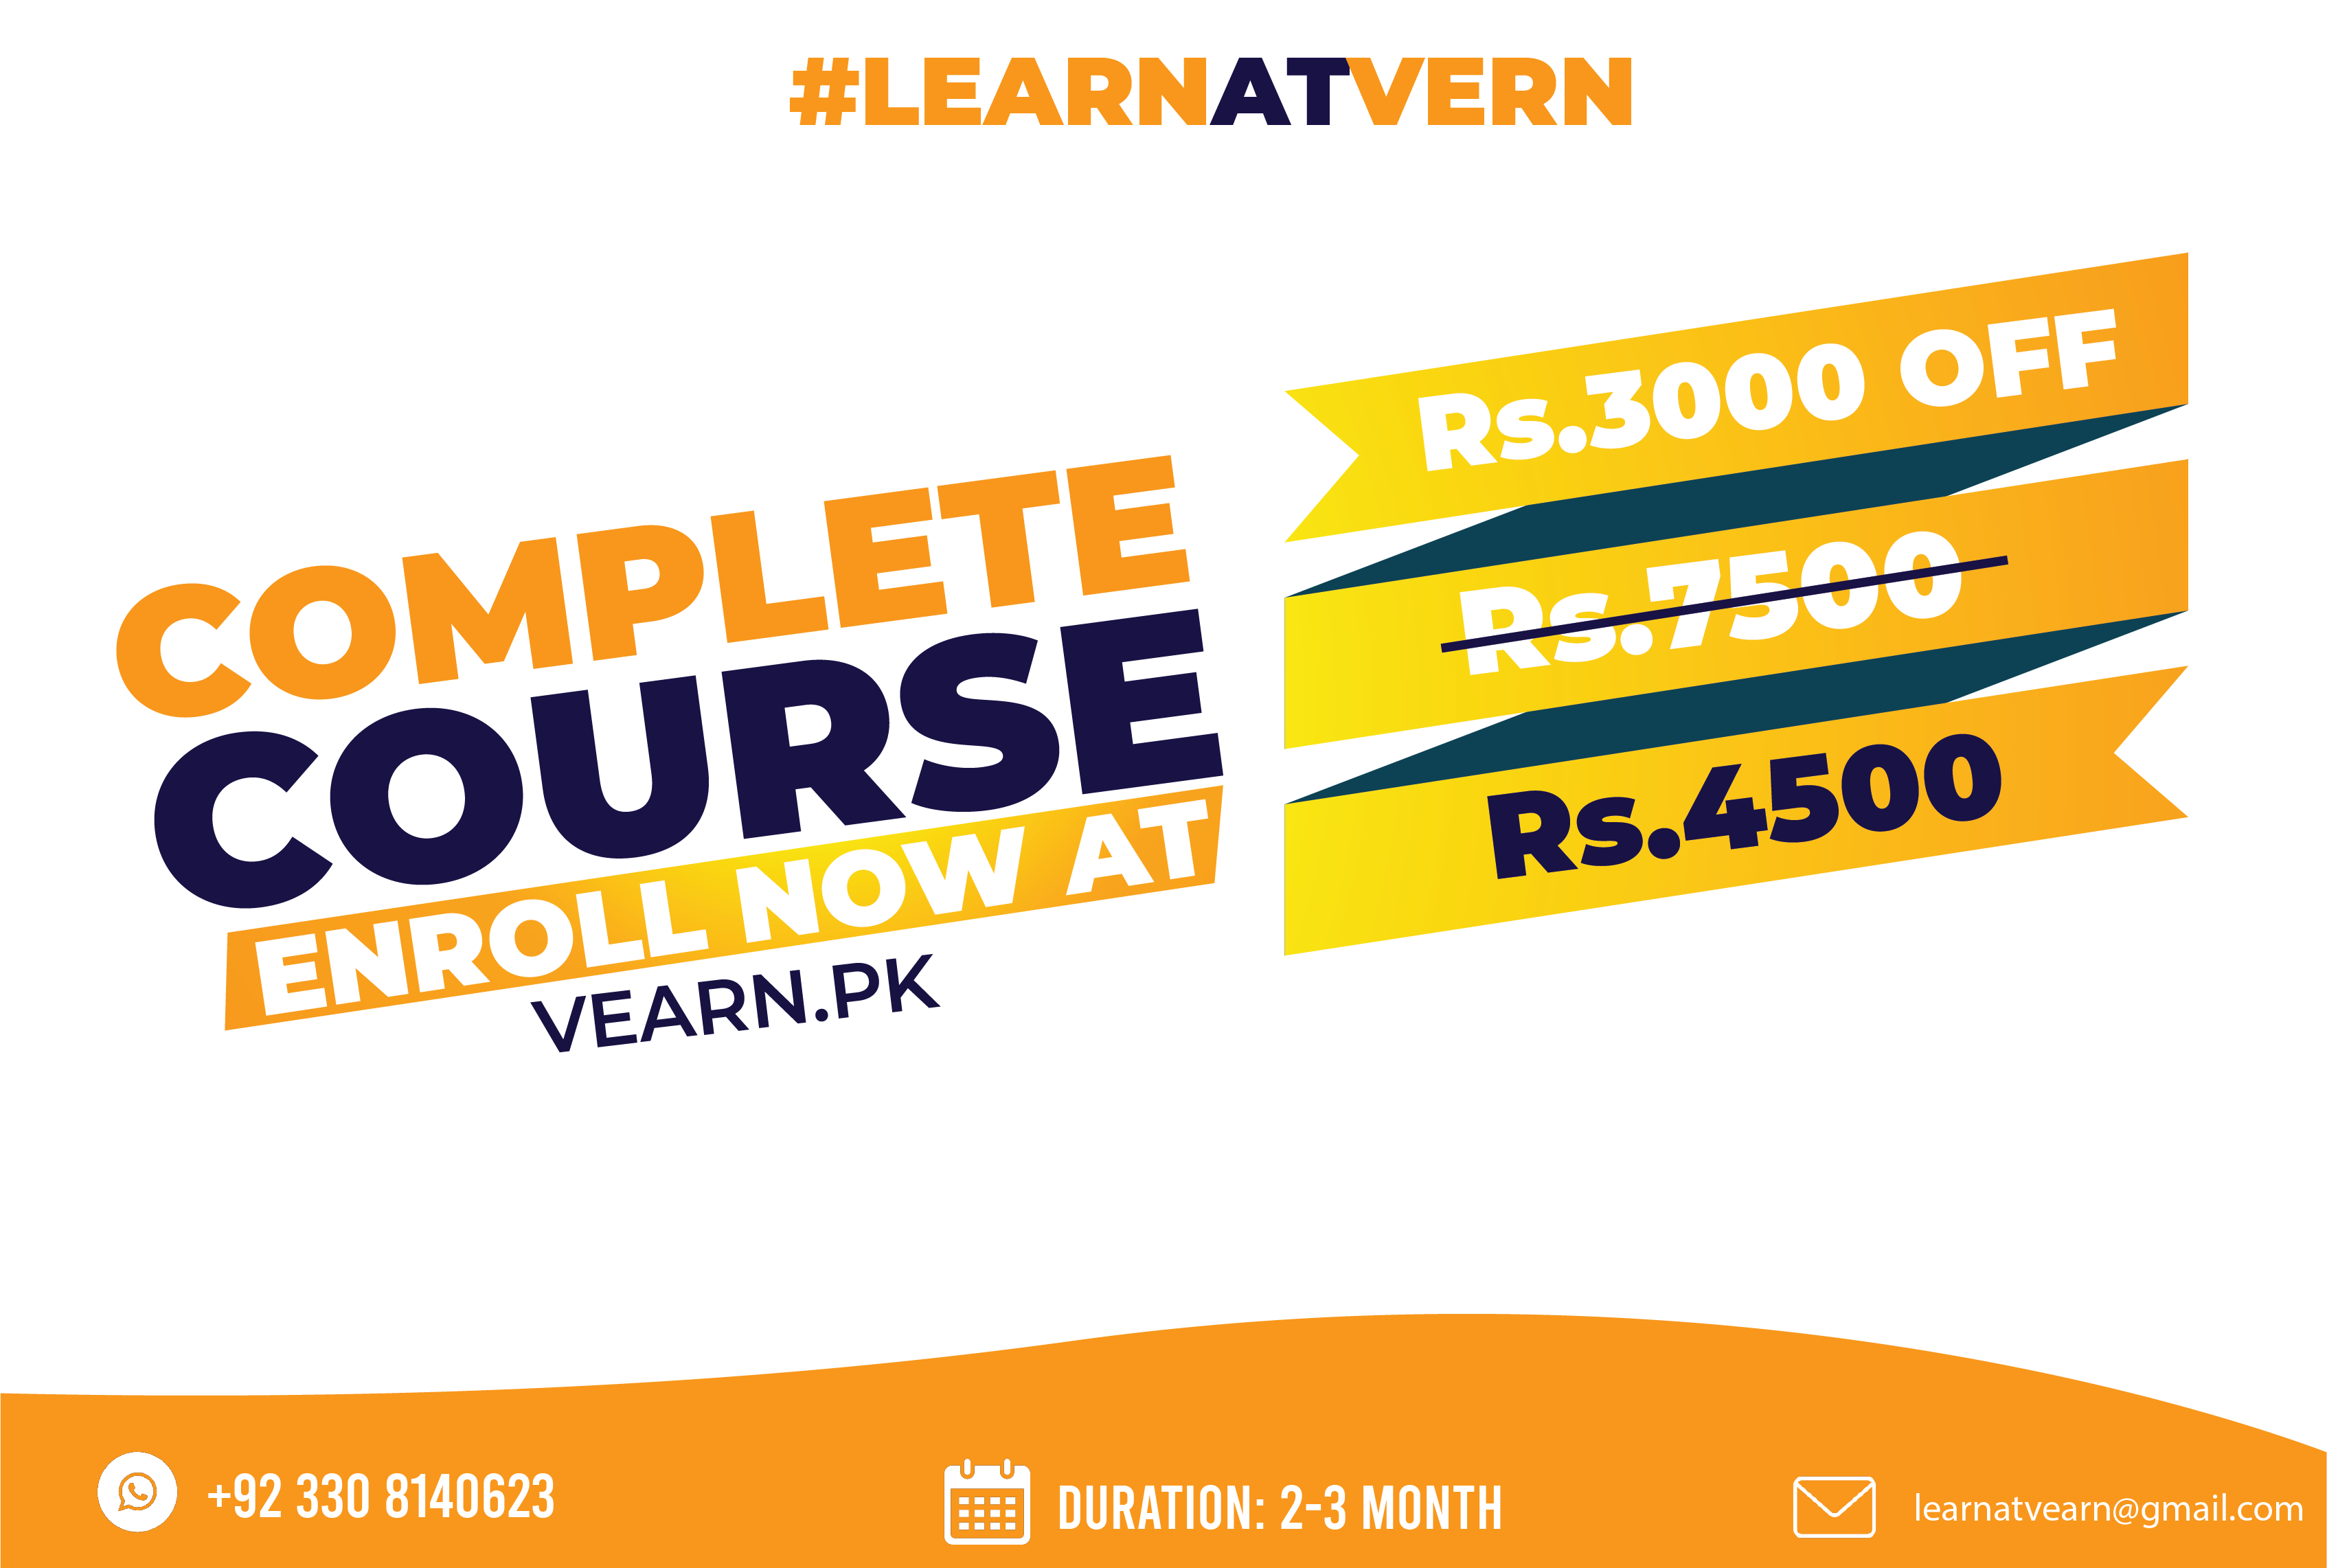 #LEARNATVERN
COMPLETE
COURSE
ENROLL NOW AT
VEARN.PK
Rs.3000 OFF
Rs.7500
Rs.4500
+92 330 8140623
DURATION: 2-3 MONTH
learnatvearn@gmail.com